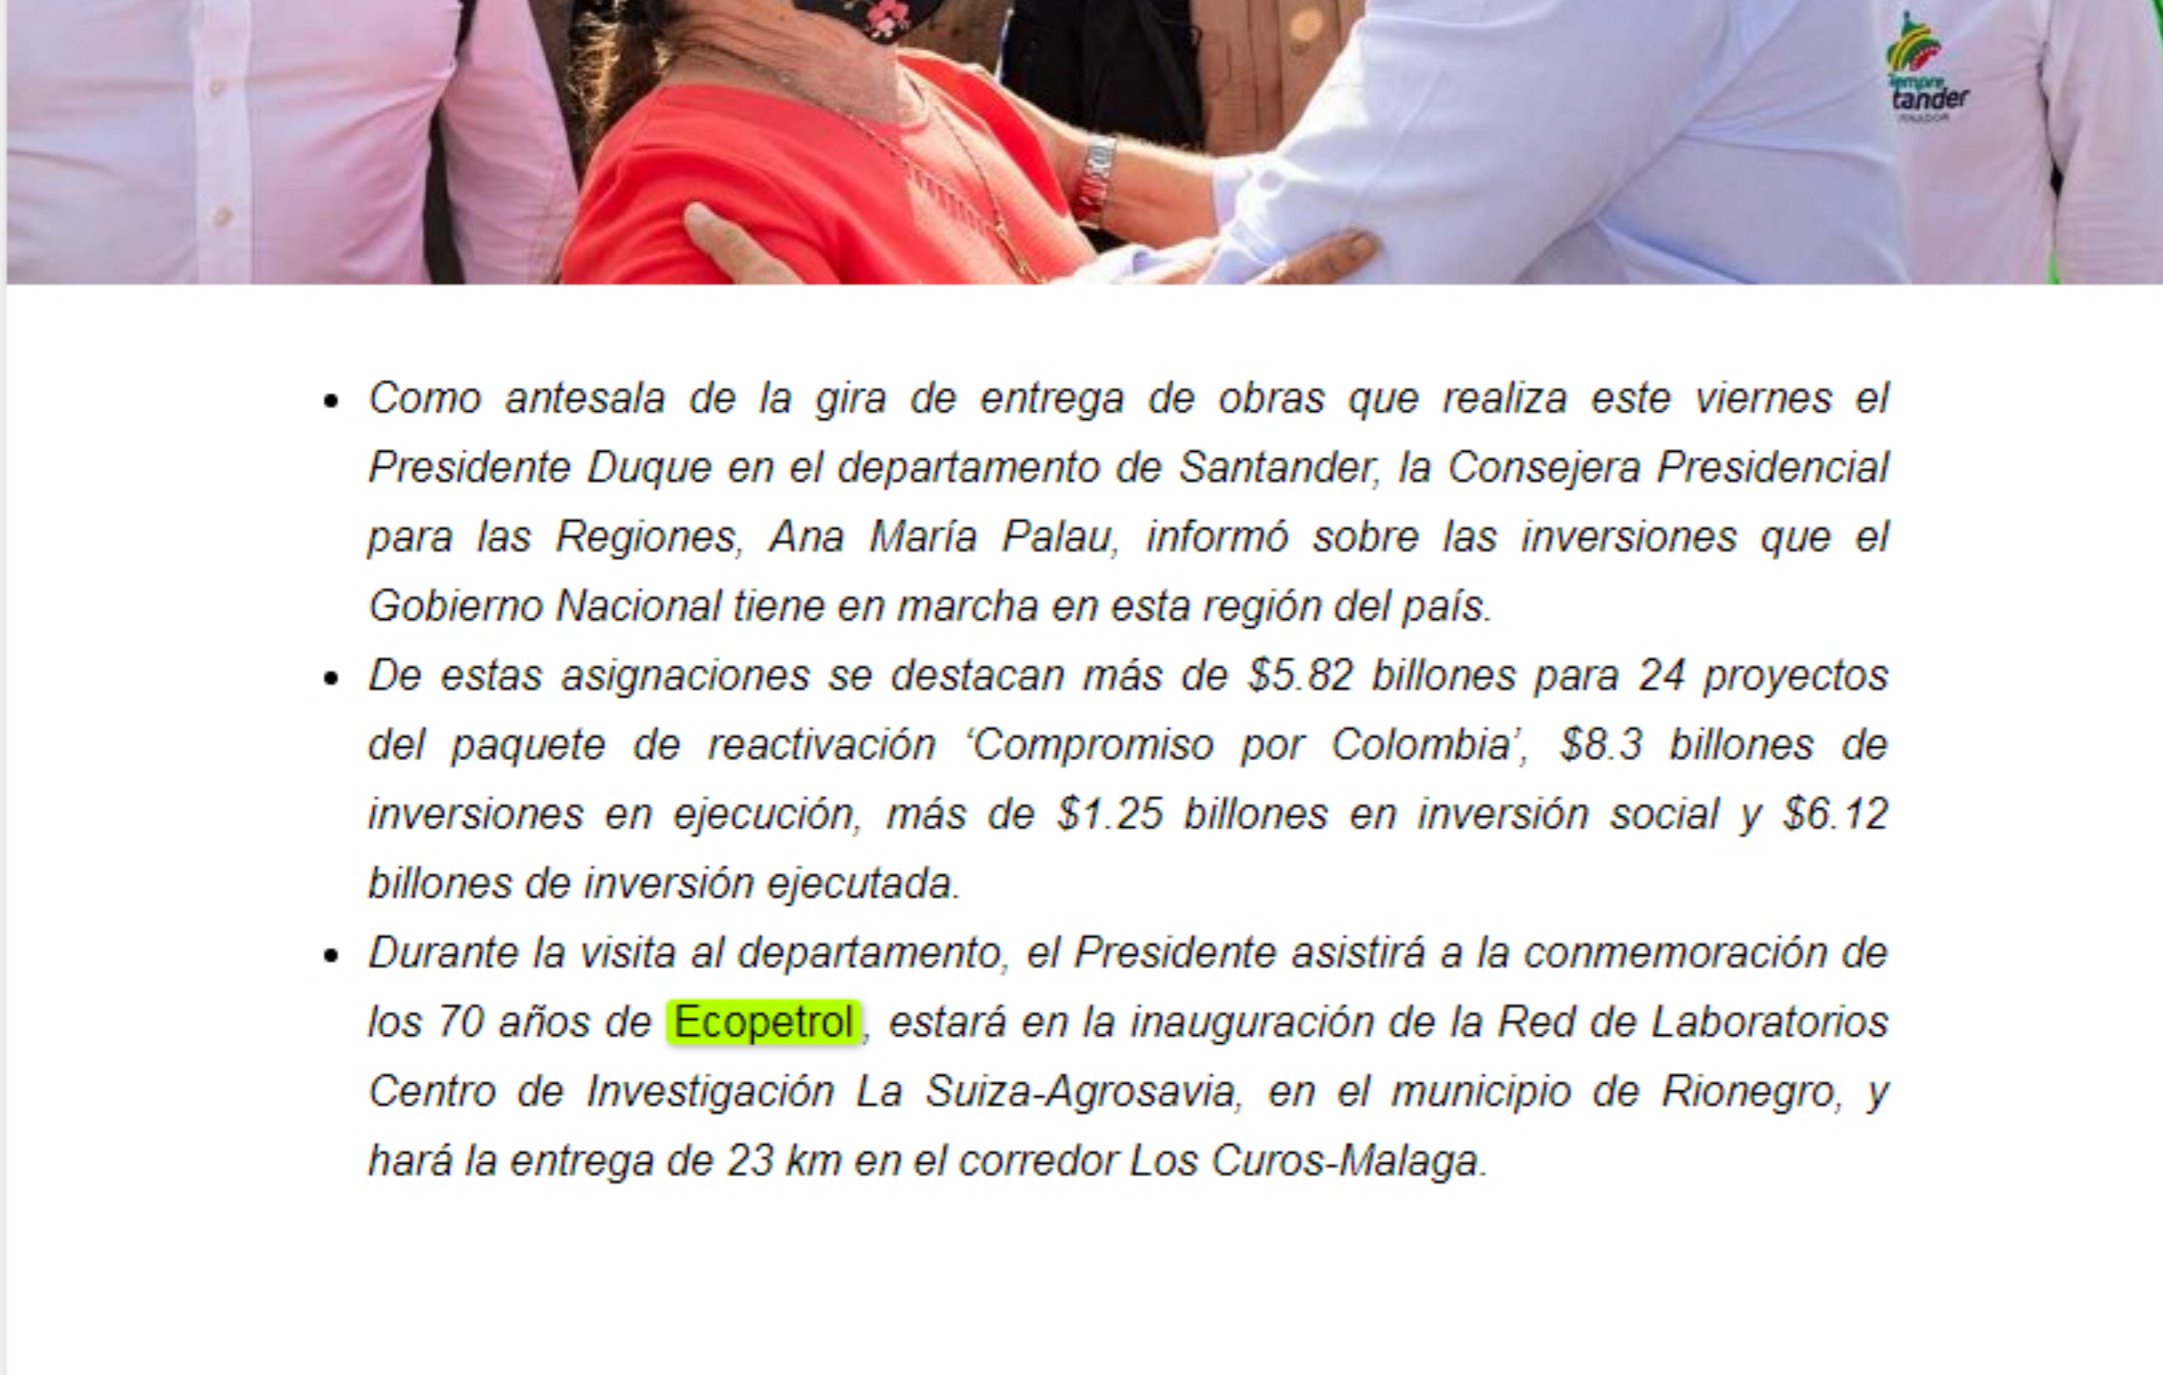 empre
tander
Como antesala de la gira de entrega de obras que realiza este viernes el
Presidente Duque en el departamento de Santander, la Consejera Presidencial
para las Regiones, Ana María Palau, informó sobre las inversiones que el
Gobierno Nacional tiene en marcha en esta región del país.
De estas asignaciones se destacan más de $5.82 billones para 24 proyectos
del paquete de reactivación ‘Compromiso por Colombia’, $8.3 billones de
inversiones en ejecución, más de $1.25 billones en inversión social y $6.12
billones de inversión ejecutada.
Durante la visita al departamento, el Presidente asistirá a la conmemoración de
los 70 años de Ecopetrol, estará en la inauguración de la Red de Laboratorios
Centro de Investigación La Suiza-Agrosavia, en el municipio de Rionegro, y
hará la entrega de 23 km en el corredor Los Curos-Malaga.